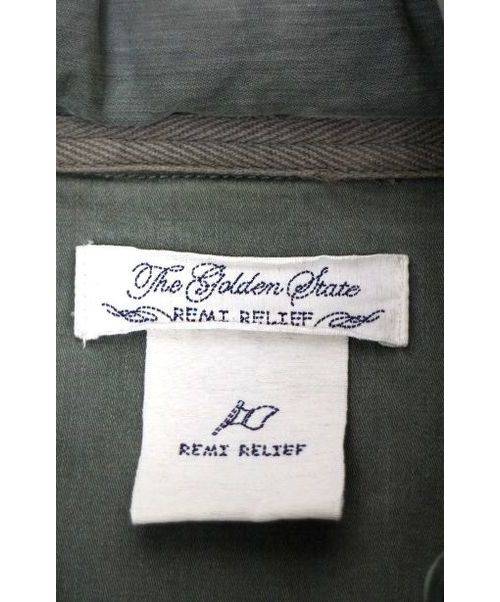 The Golden State
REMI RELIEF
REMI RELIEF